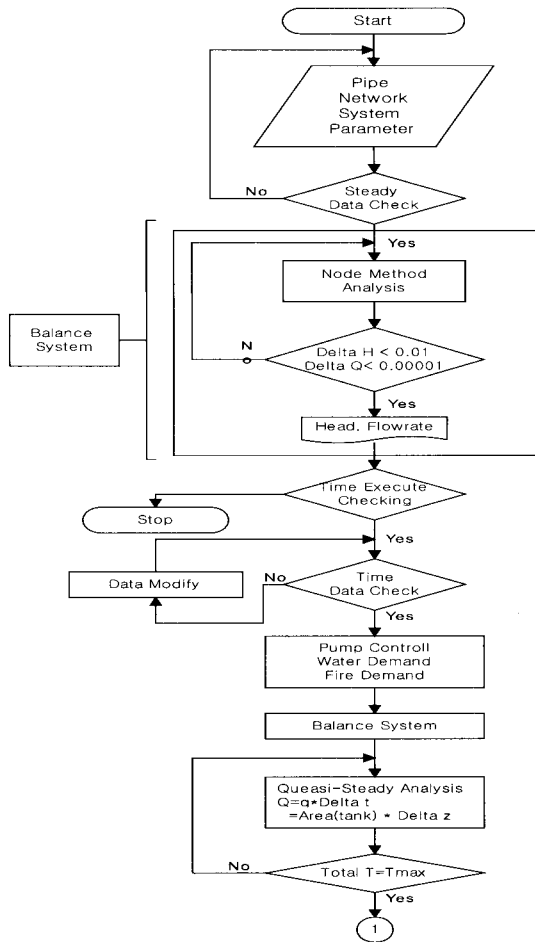 Start
Pipe
Network
System
Parameter
No
Steady
Data Check
Yes
Node Method
Analysis
Balance
System
N
Delta H < 0.01
Delta Q< 0.00001
Yes
Head, Flowrate
Time Execute
Checking
Stop
Yes
Data Modify
No
Time
Data Check
Yes
Pump Controll
Water Demand
Fire Demand
Balance System
Queasi-Steady Analysis
Q=q*Delta t
=Area(tank) * Delta z
No
Total T=Tmax
Yes
1